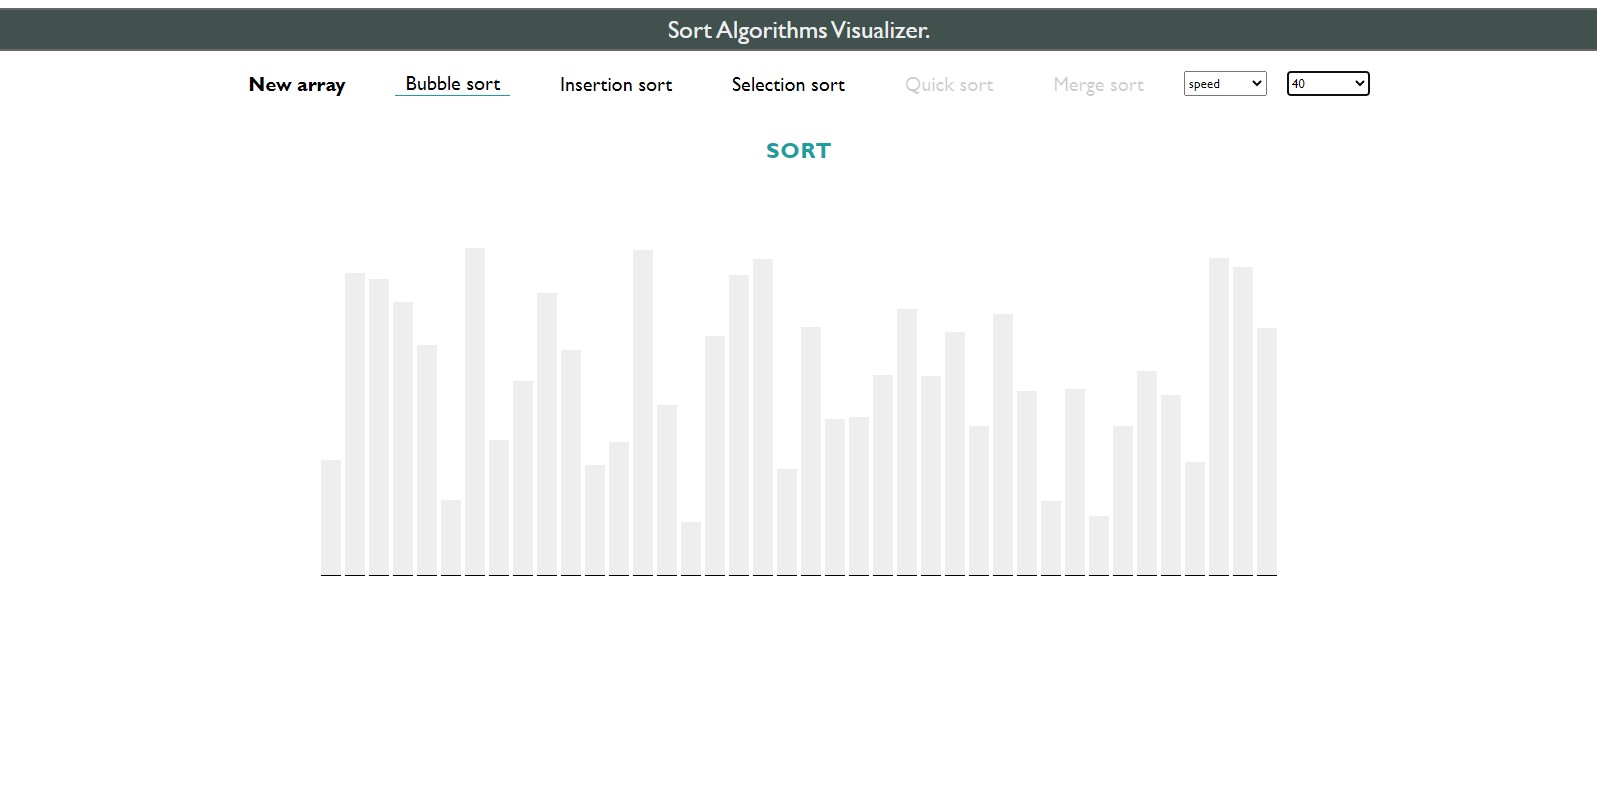 Sort Algorithms Visualizer.
New array Bubble sort Insertion sort Selection sort Quick sort Merge sort speed 40
SORT